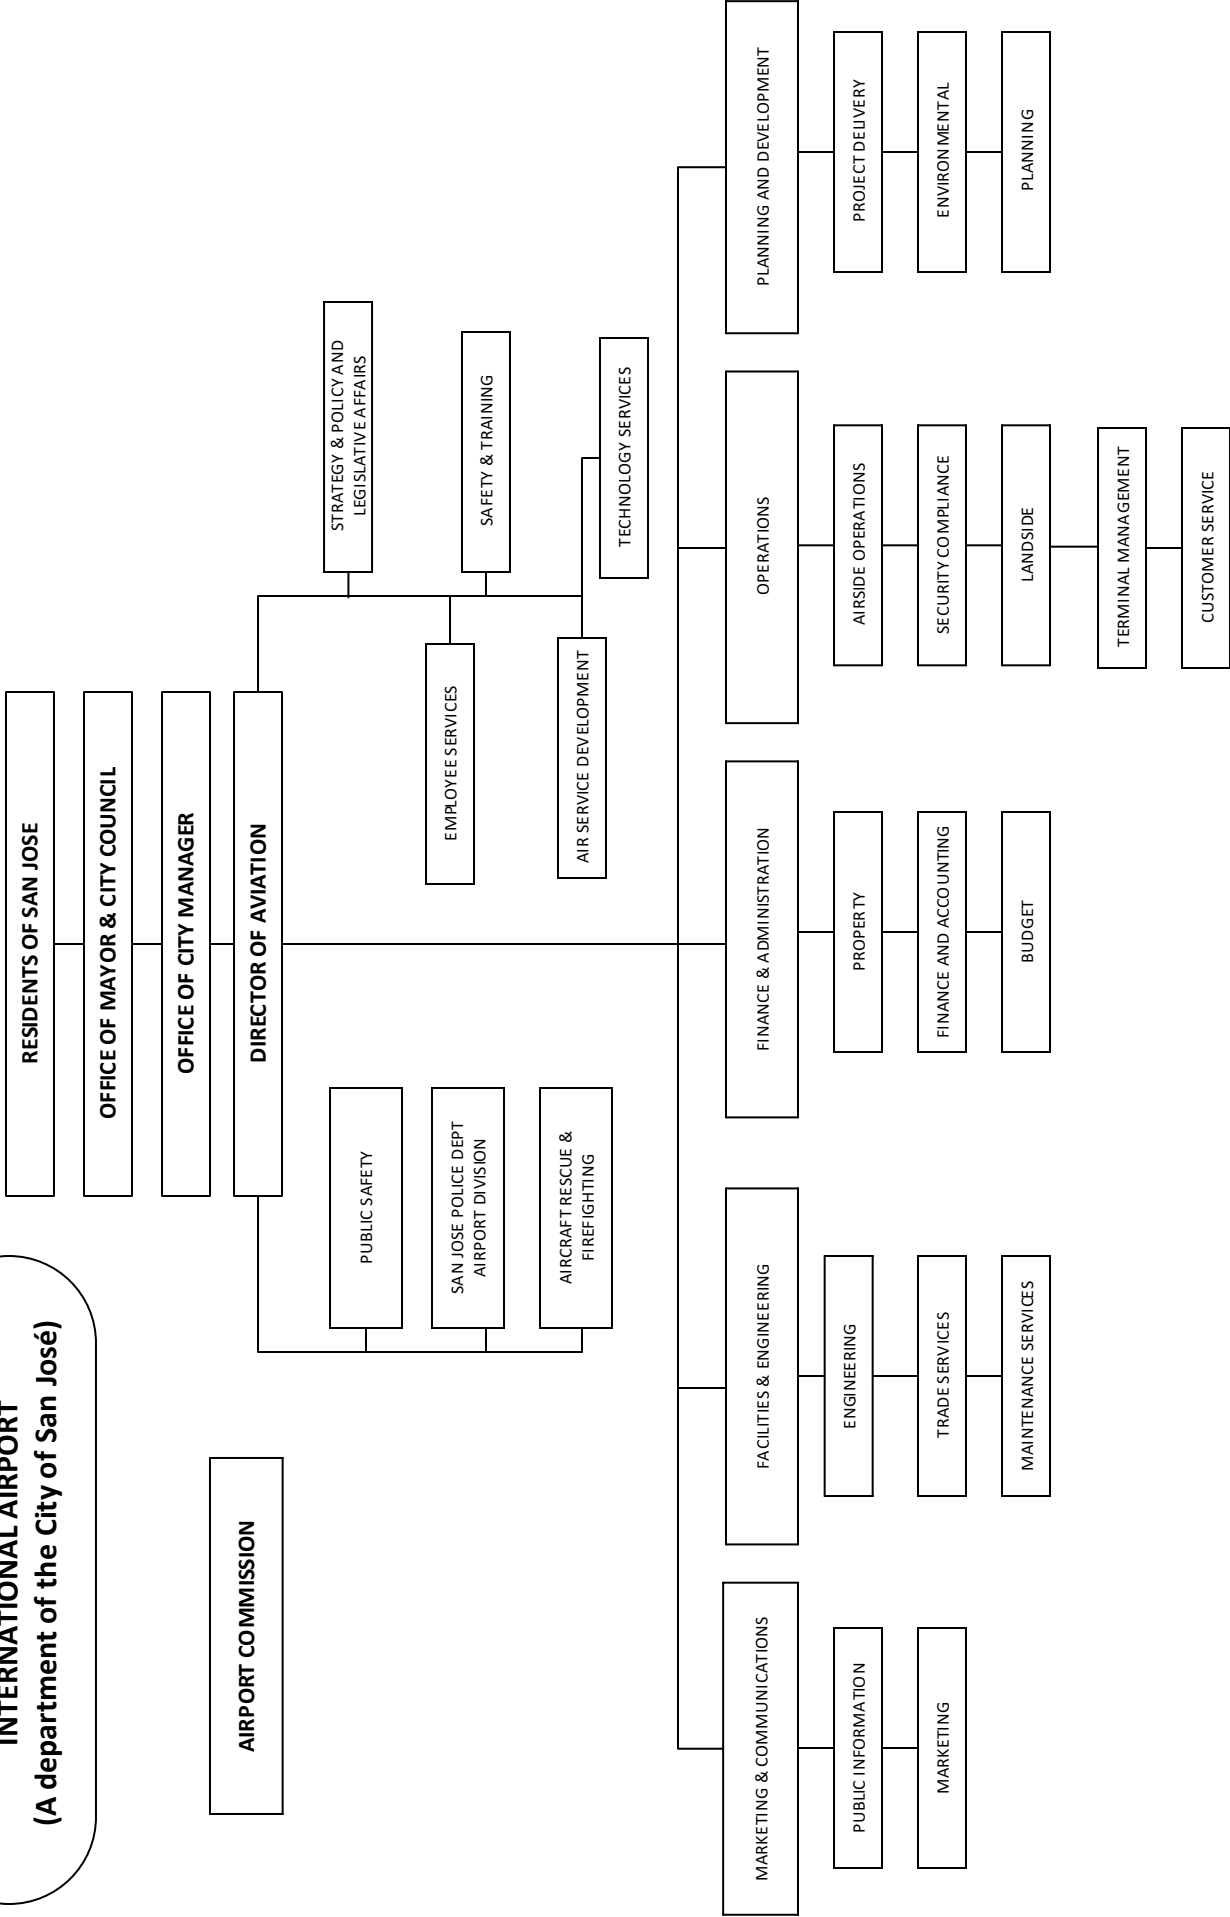 INTERNATIONAL AIRPORT
(A department of the City of San José)
RESIDENTS OF SAN JOSE
OFFICE OF MAYOR & CITY COUNCIL
OFFICE OF CITY MANAGER
AIRPORT COMMISSION
DIRECTOR OF AVIATION
PUBLIC SAFETY
SAN JOSE POLICE DEPT
AIRPORT DIVISION
AIRCRAFT RESCUE &
FIREFIGHTING
STRATEGY & POLICY AND
LEGISLATIVE AFFAIRS
EMPLOYEE SERVICES
SAFETY & TRAINING
AIR SERVICE DEVELOPMENT
TECHNOLOGY SERVICES
MARKETING & COMMUNICATIONS
PUBLIC INFORMATION
MARKETING
FACILITIES & ENGINEERING
ENGINEERING
TRADE SERVICES
MAINTENANCE SERVICES
FINANCE & ADMINISTRATION
PROPERTY
FINANCE AND ACCOUNTING
BUDGET
OPERATIONS
AIRSIDE OPERATIONS
SECURITY COMPLIANCE
LANDSIDE
TERMINAL MANAGEMENT
CUSTOMER SERVICE
PLANNING AND DEVELOPMENT
PROJECT DELIVERY
ENVIRONMENTAL
PLANNING